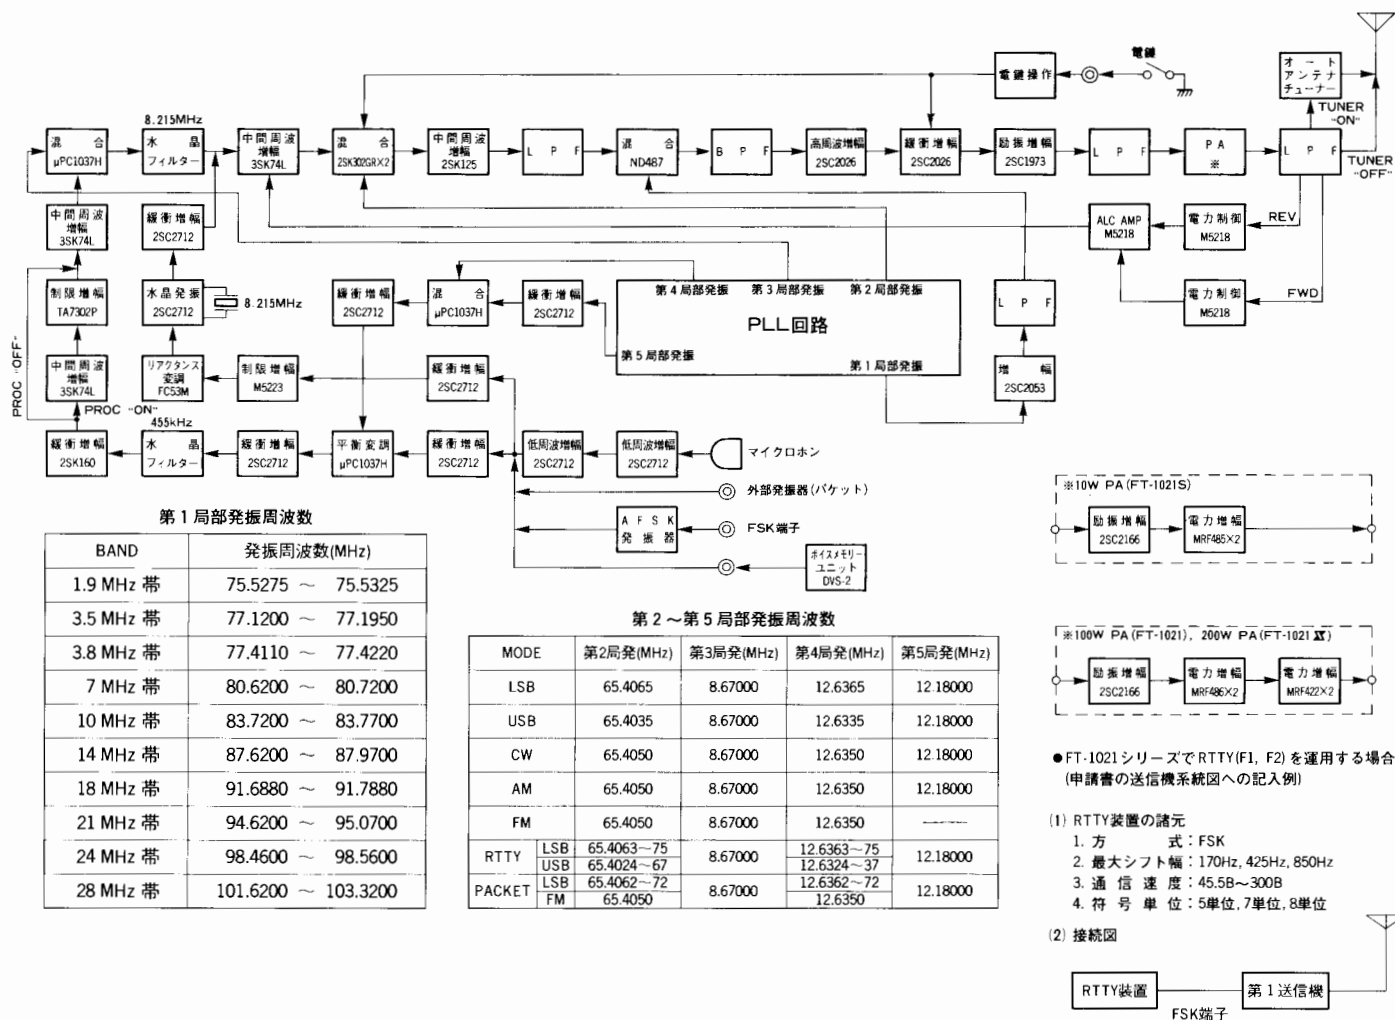 電鍵
電鍵操作
オート
アンテナ
チューナー
TUNER
"ON"
TUNER
"OFF"
8.215MHz
混合
μPC1037H
水晶
フィルター
中間周波
増幅
3SK74L
混合
2SK302GR×2
中間周波
増幅
2SK125
LPF
混合
ND487
BPF
高周波増幅
2SC2026
緩衝増幅
2SC2026
励振増幅
2SC1973
LPF
PA
※
LPF
中間周波
増幅
3SK74L
緩衝増幅
2SC2712
ALC AMP
M5218
電力制御
M5218
REV
制限増幅
TA7302P
水晶発振
2SC2712
8.215MHz
緩衝増幅
2SC2712
混合
μPC1037H
緩衝増幅
2SC2712
第4局部発振
第3局部発振
第2局部発振
PLL回路
第5局部発振
第1局部発振
LPF
電力制御
M5218
FWD
PROC "OFF"
中間周波
増幅
3SK74L
リアクタンス
変調
FC53M
制限増幅
M5223
緩衝増幅
2SC2712
増幅
2SC2053
PROC "ON"
455kHz
緩衝増幅
2SK160
水晶
フィルター
緩衝増幅
2SC2712
平衡変調
μPC1037H
緩衝増幅
2SC2712
低周波増幅
2SC2712
低周波増幅
2SC2712
マイクロホン
外部発振器(パケット)
AFSK
発振器
FSK端子
ボイスメモリー
ユニット
DVS-2
※10W PA(FT-1021S)
励振増幅
2SC2166
電力増幅
MRF485×2
※100W PA(FT-1021), 200W PA(FT-1021X)
励振増幅
2SC2166
電力増幅
MRF485×2
電力増幅
MRF422×2
第1局部発振周波数
BAND 発振周波数(MHz)
1.9 MHz 帯 75.5275 ～ 75.5325
3.5 MHz 帯 77.1200 ～ 77.1950
3.8 MHz 帯 77.4110 ～ 77.4220
7 MHz 帯 80.6200 ～ 80.7200
10 MHz 帯 83.7200 ～ 83.7700
14 MHz 帯 87.6200 ～ 87.9700
18 MHz 帯 91.6880 ～ 91.7880
21 MHz 帯 94.6200 ～ 95.0700
24 MHz 帯 98.4600 ～ 98.5600
28 MHz 帯 101.6200 ～ 103.3200
第2～第5局部発振周波数
MODE 第2局発(MHz) 第3局発(MHz) 第4局発(MHz) 第5局発(MHz)
LSB 65.4065 8.67000 12.6365 12.18000
USB 65.4035 8.67000 12.6335 12.18000
CW 65.4050 8.67000 12.6350 12.18000
AM 65.4050 8.67000 12.6350 12.18000
FM 65.4050 8.67000 12.6350 ―
RTTY LSB 65.4063～75 8.67000 12.6363～75 12.18000
USB 65.4024～67 12.6324～37
PACKET LSB 65.4062～72 8.67000 12.6362～72 12.18000
FM 65.4050 12.6350
●FT-1021シリーズでRTTY(F1, F2)を運用する場合
(申請書の送信機系統図への記入例)
(1) RTTY装置の諸元
1. 方式：FSK
2. 最大シフト幅：170Hz, 425Hz, 850Hz
3. 通信速度：45.5B～300B
4. 符号単位：5単位, 7単位, 8単位
(2) 接続図
RTTY装置
FSK端子
第1送信機